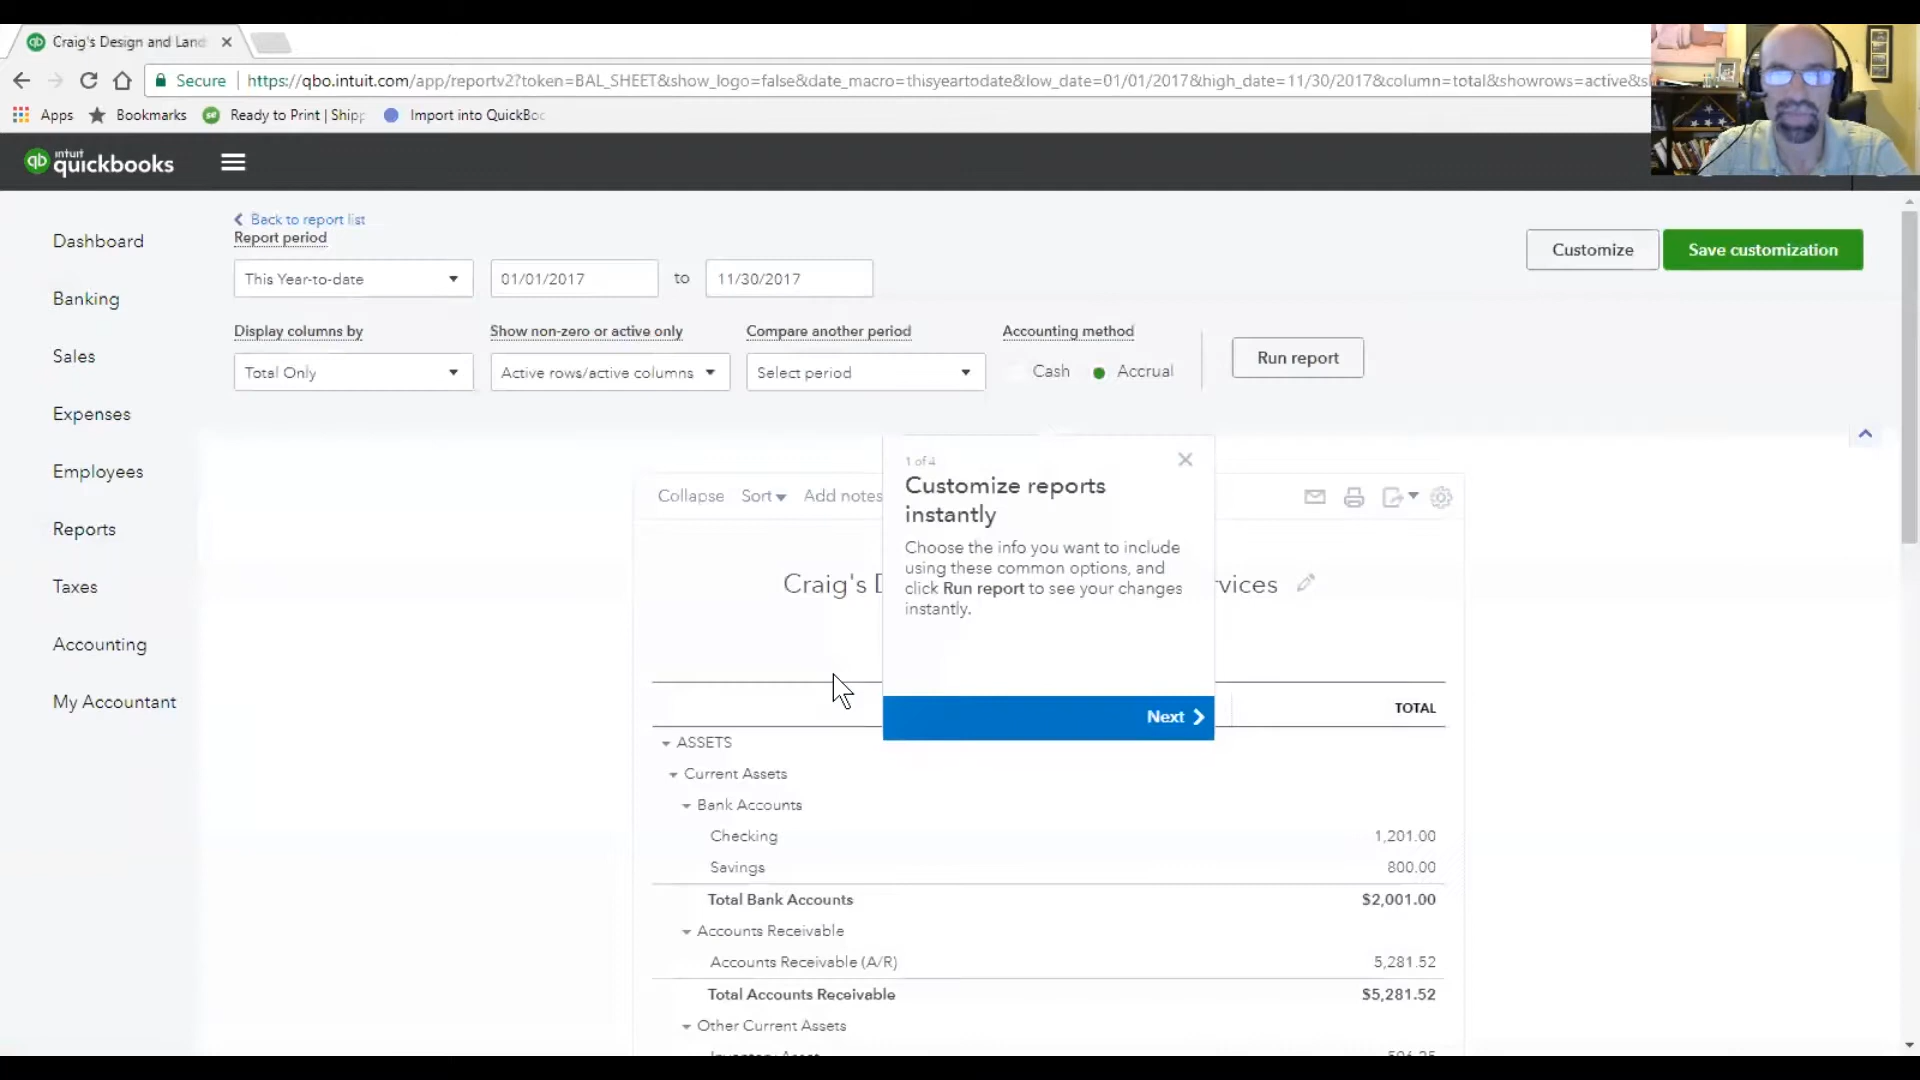 Craig's Design and Land
Secure https://qbo.intuit.com/app/reportv2?token=BAL_SHEET&show_logo=false&date_macro=thisyeartodate&low_date=01/01/2017&high_date=11/30/2017&column=total&showrows=active&s
Apps Bookmarks Ready to Print | Ship Import into QuickBo
qb intuit quickbooks
Back to report list
Report period
Dashboard
Customize Save customization
This Year-to-date 01/01/2017 to 11/30/2017
Banking
Display columns by Show non-zero or active only Compare another period Accounting method
Sales
Total Only Active rows/active columns Select period Cash Accrual Run report
Expenses
Employees
Reports
Taxes
Accounting
My Accountant
1 of 4
Customize reports
instantly
Choose the info you want to include
using these common options, and
click Run report to see your changes
instantly.
Next
Collapse Sort Add notes
Craig's D vices
TOTAL
ASSETS
Current Assets
Bank Accounts
Checking 1,201.00
Savings 800.00
Total Bank Accounts $2,001.00
Accounts Receivable
Accounts Receivable (A/R) 5,281.52
Total Accounts Receivable $5,281.52
Other Current Assets